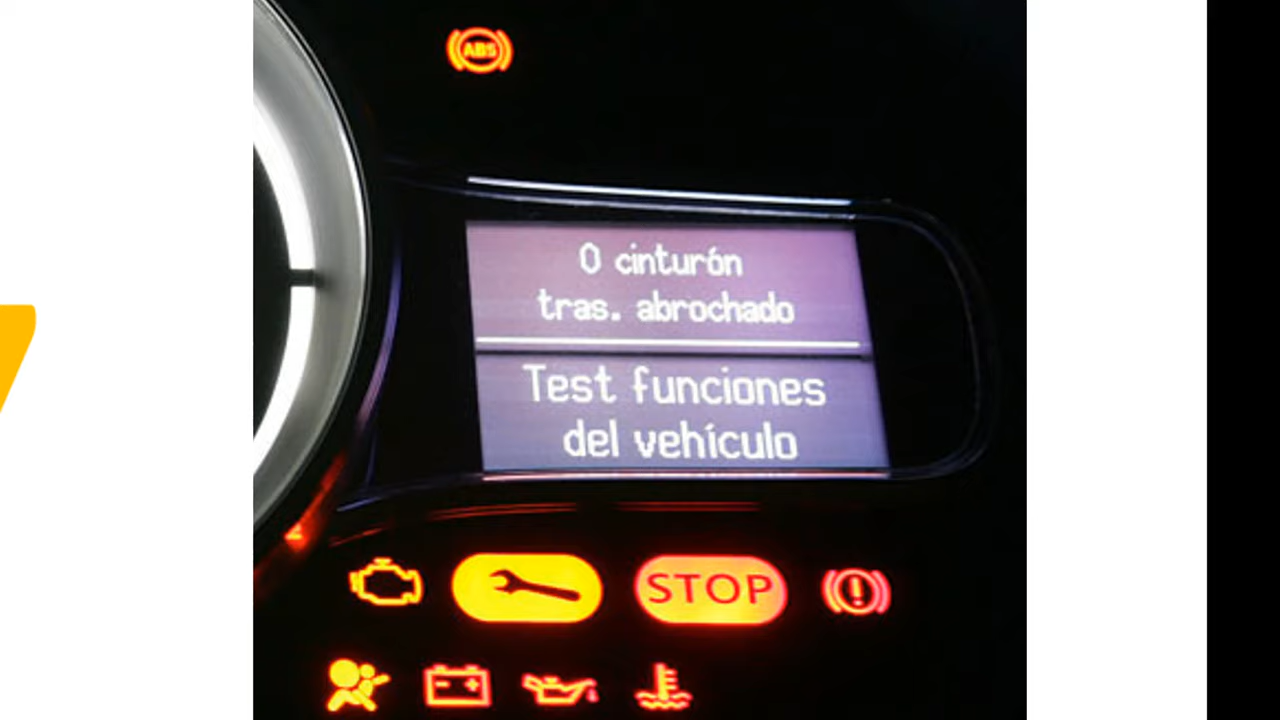 ABS
0 cinturón
tras. abrochado
Test funciones
del vehículo
STOP